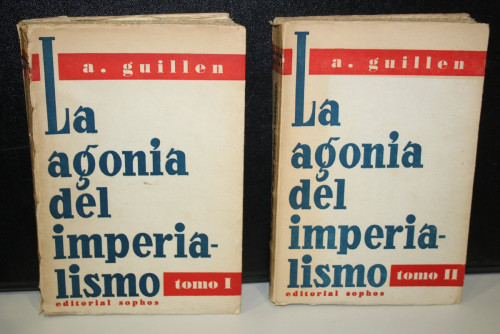 a. guillen
La
agonia
del
imperia-
lismo
tomo I
editorial sophos
a. guillen
La
agonia
del
imperia-
lismo
tomo II
editorial sophos